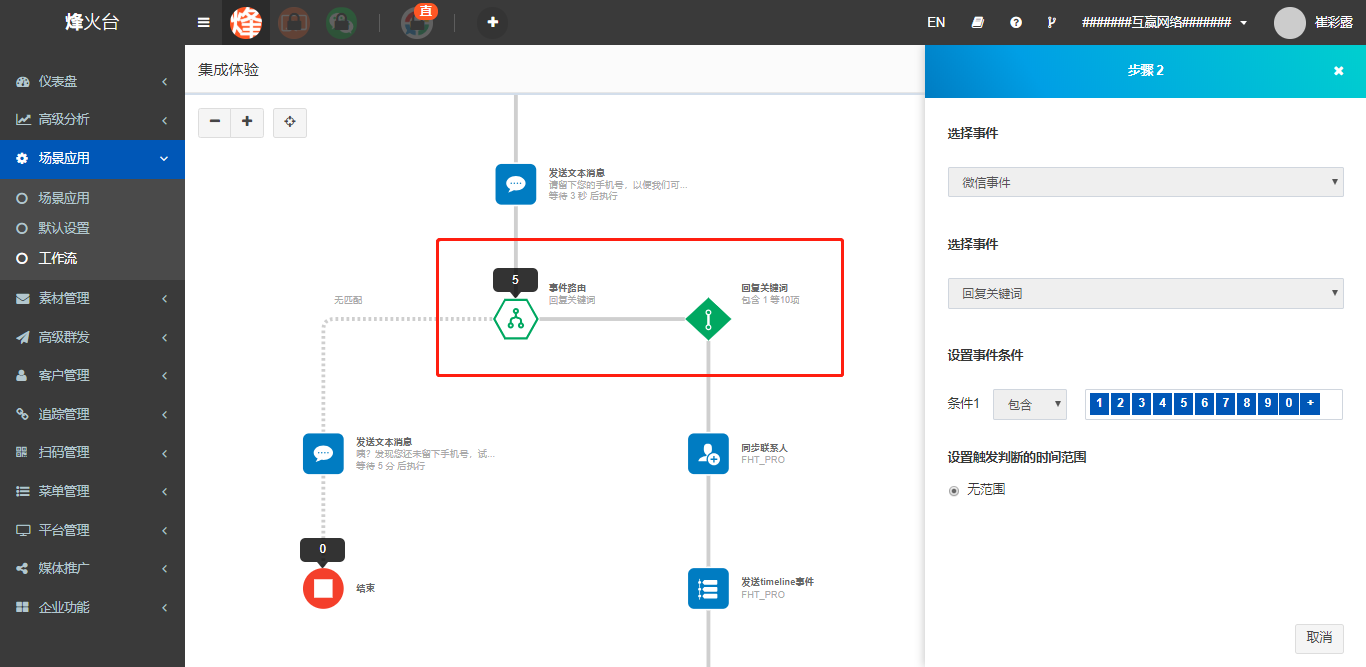 烽火台
烽
直
EN
#######互赢网络#######
崔彩露
仪表盘
高级分析
场景应用
场景应用
默认设置
工作流
素材管理
高级群发
客户管理
追踪管理
扫码管理
菜单管理
平台管理
媒体推广
企业功能
集成体验
发送文本消息
请留下您的手机号，以便我们可...
等待 3 秒 后执行
5
事件路由
回复关键词
回复关键词
包含 1 等10项
无匹配
发送文本消息
咦？发现您还未留下手机号，试...
等待 5 分 后执行
0
结束
同步联系人
FHT_PRO
发送timeline事件
FHT_PRO
步骤 2
选择事件
微信事件
选择事件
回复关键词
设置事件条件
条件1 包含 1 2 3 4 5 6 7 8 9 0 +
设置触发判断的时间范围
无范围
取消